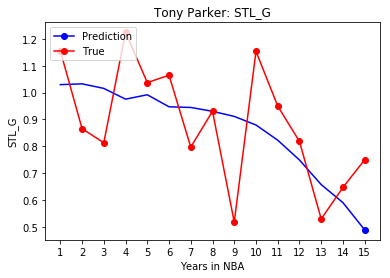 Tony Parker: STL_G
Prediction
True
STL_G
1.2
1.1
1.0
0.9
0.8
0.7
0.6
0.5
1 2 3 4 5 6 7 8 9 10 11 12 13 14 15
Years in NBA